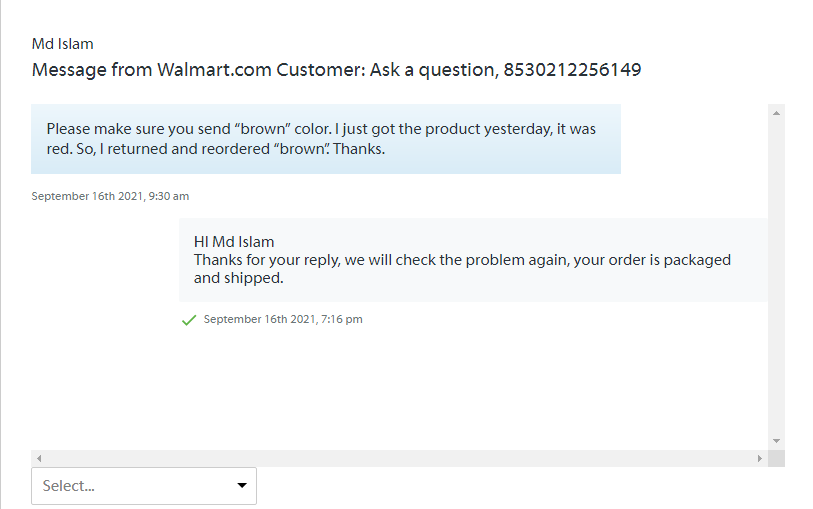 Md Islam
Message from Walmart.com Customer: Ask a question, 8530212256149
Please make sure you send “brown” color. I just got the product yesterday, it was
red. So, I returned and reordered “brown”. Thanks.
September 16th 2021, 9:30 am
HI Md Islam
Thanks for your reply, we will check the problem again, your order is packaged
and shipped.
September 16th 2021, 7:16 pm
Select...